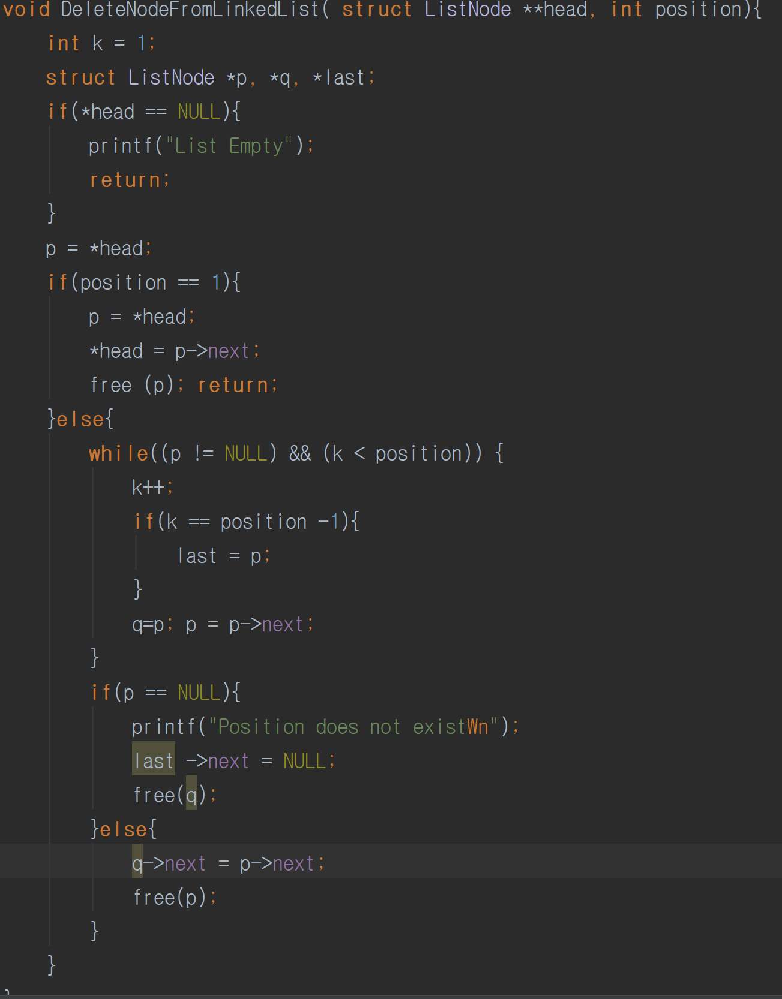 void DeleteNodeFromLinkedList( struct ListNode **head, int position){
    int k = 1;
    struct ListNode *p, *q, *last;
    if(*head == NULL){
        printf("List Empty");
        return;
    }
    p = *head;
    if(position == 1){
        p = *head;
        *head = p->next;
        free (p); return;
    }else{
        while((p != NULL) && (k < position)) {
            k++;
            if(k == position -1){
                last = p;
            }
            q=p; p = p->next;
        }
        if(p == NULL){
            printf("Position does not exist₩n");
            last ->next = NULL;
            free(q);
        }else{
            q->next = p->next;
            free(p);
        }
    }
}